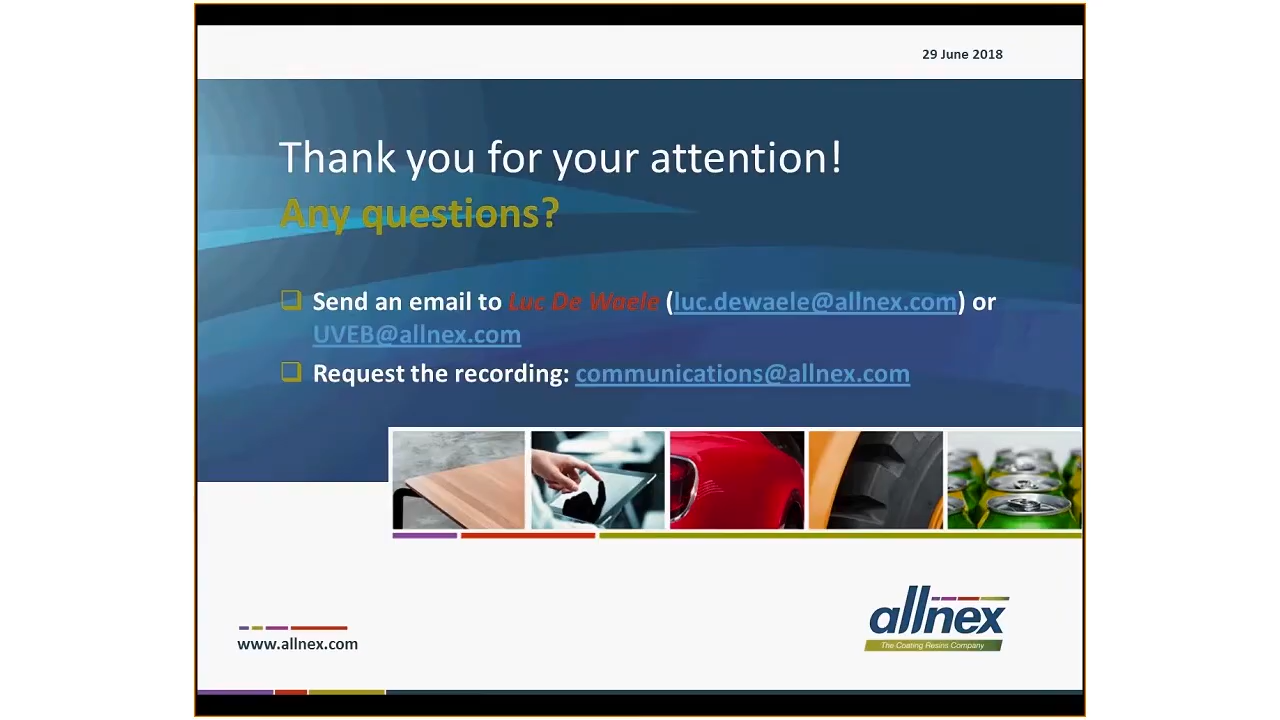 29 June 2018
Thank you for your attention!
Any questions?
Send an email to Luc De Waele (luc.dewaele@allnex.com) or
UVEB@allnex.com
Request the recording: communications@allnex.com
allnex
The Coating Resins Company
www.allnex.com